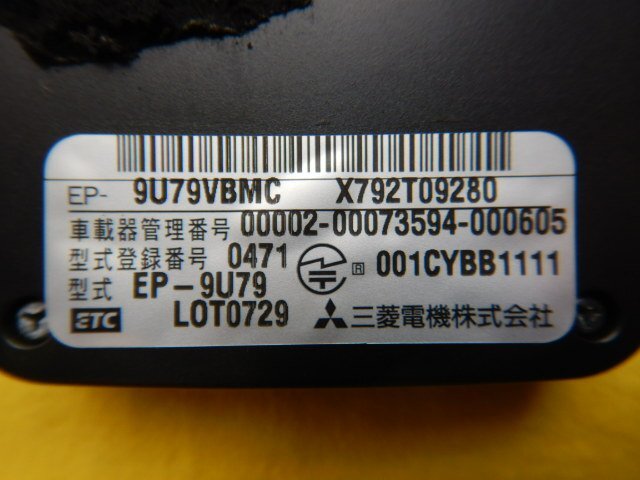 EP- 9U79VBMC X792T09280
車載器管理番号 00002-00073594-000605
型式登録番号 0471 R 001CYBB1111
型式 EP-9U79
ETC LOT0729 三菱電機株式会社